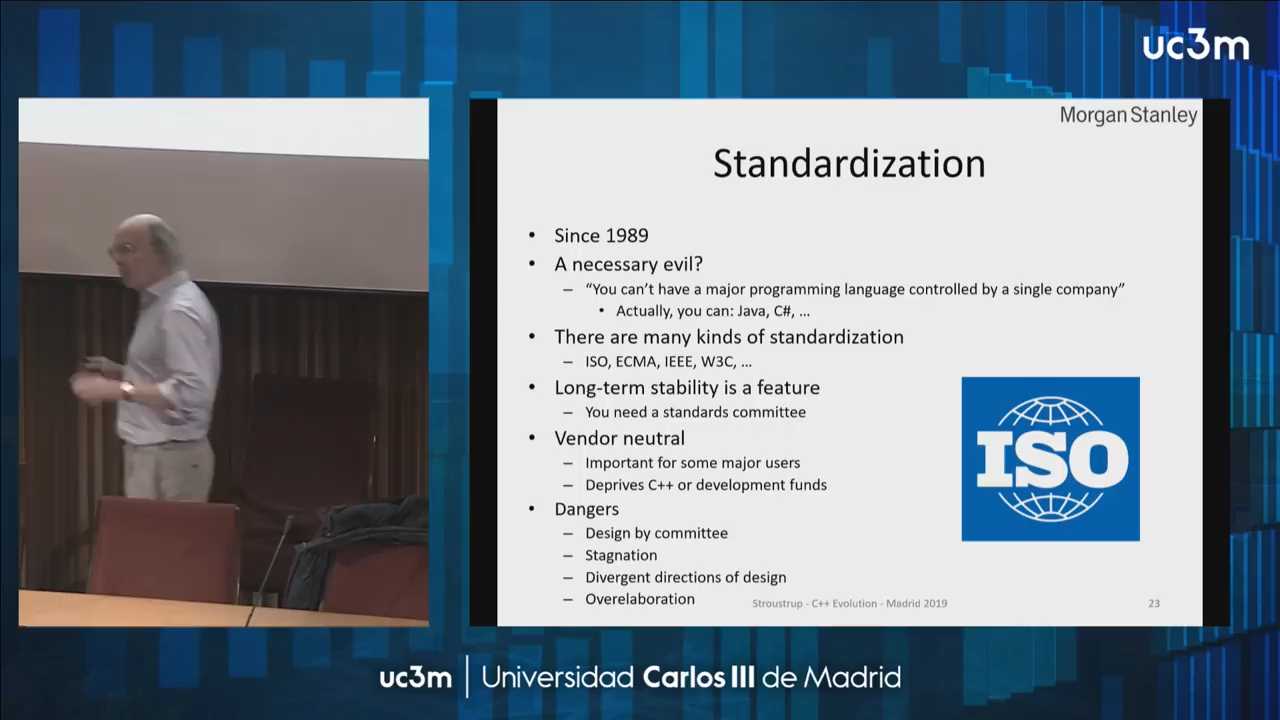 uc3m
Morgan Stanley
Standardization
• Since 1989
• A necessary evil?
– “You can’t have a major programming language controlled by a single company”
• Actually, you can: Java, C#, …
• There are many kinds of standardization
– ISO, ECMA, IEEE, W3C, …
• Long-term stability is a feature
– You need a standards committee
• Vendor neutral
– Important for some major users
– Deprives C++ or development funds
• Dangers
– Design by committee
– Stagnation
– Divergent directions of design
– Overelaboration
ISO
Stroustrup - C++ Evolution - Madrid 2019
23
uc3m | Universidad Carlos III de Madrid